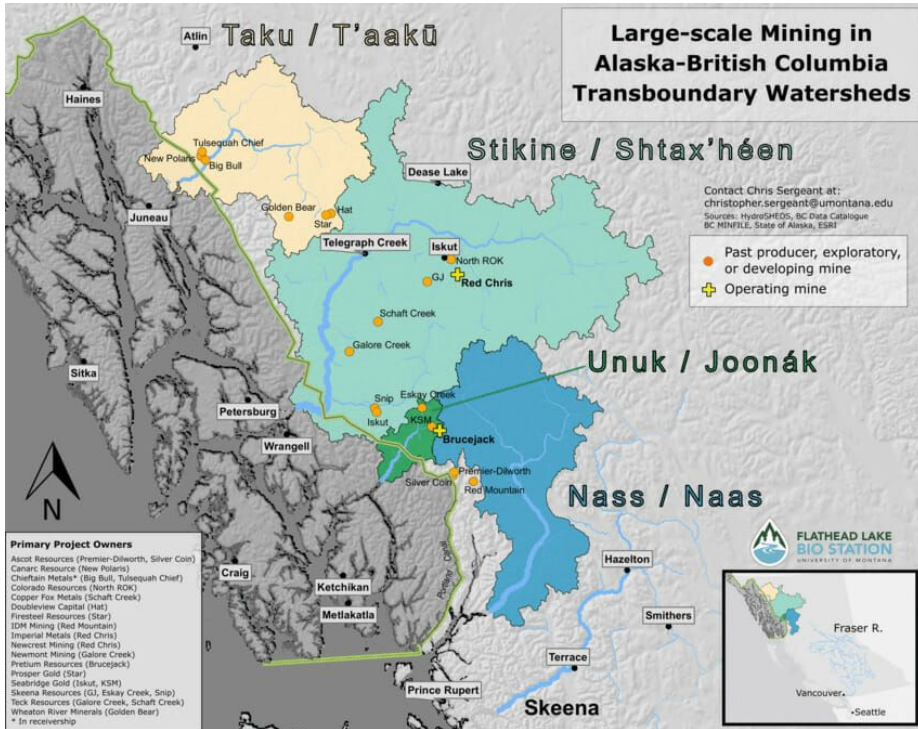 Large-scale Mining in
Alaska-British Columbia
Transboundary Watersheds
Taku / T'aakū
Atlin
Haines
Tulsequah Chief
New Polaris
Big Bull
Stikine / Shtax'héen
Dease Lake
Juneau
Golden Bear
Hat
Star
Telegraph Creek
Iskut
North ROK
GJ
Red Chris
Contact Chris Sergeant at:
christopher.sergeant@umontana.edu
Sources: HydroSHEDS, BC Data Catalogue
BC MINFILE, State of Alaska, ESRI
Past producer, exploratory,
or developing mine
Operating mine
Schaft Creek
Galore Creek
Sitka
Unuk / Joonák
Petersburg
Snip
Iskut
Eskay Creek
KSM
Brucejack
Wrangell
Premier-Dilworth
Silver Coin
Red Mountain
Nass / Naas
N
FLATHEAD LAKE
BIO STATION
UNIVERSITY OF MONTANA
Primary Project Owners
Ascot Resources (Premier-Dilworth, Silver Coin)
Canarc Resource (New Polaris)
Chieftain Metals* (Big Bull, Tulsequah Chief)
Colorado Resources (North ROK)
Copper Fox Metals (Schaft Creek)
Doubleview Capital (Hat)
Firesteel Resources (Star)
IDM Mining (Red Mountain)
Imperial Metals (Red Chris)
Newcrest Mining (Red Chris)
Newmont Mining (Galore Creek)
Pretium Resources (Brucejack)
Prosper Gold (Star)
Seabridge Gold (Iskut, KSM)
Skeena Resources (GJ, Eskay Creek, Snip)
Teck Resources (Galore Creek, Schaft Creek)
Wheaton River Minerals (Golden Bear)
* In receivership
Craig
Ketchikan
Metlakatla
Portland Canal
Hazelton
Smithers
Terrace
Prince Rupert
Skeena
Fraser R.
Vancouver
Seattle